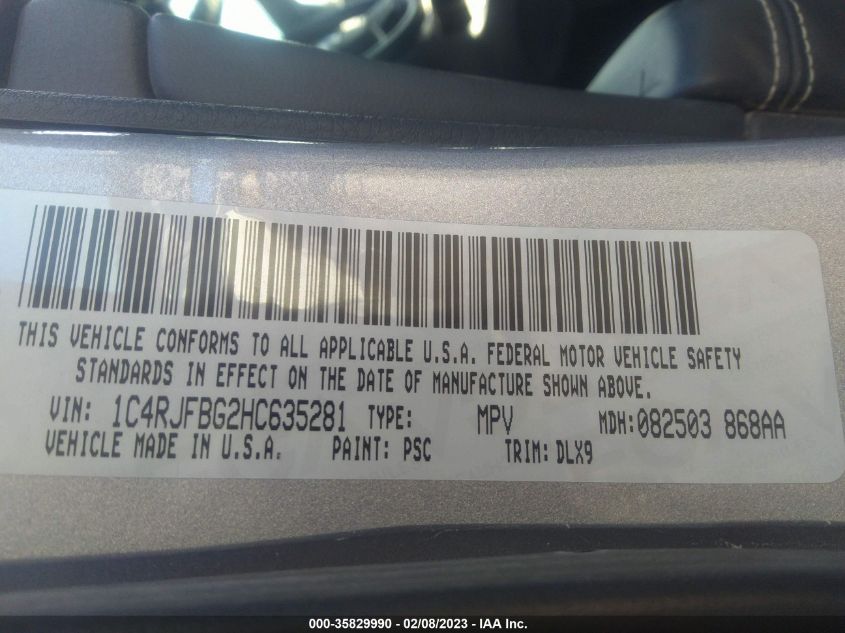 THIS VEHICLE CONFORMS TO ALL APPLICABLE U.S.A. FEDERAL MOTOR VEHICLE SAFETY
STANDARDS IN EFFECT ON THE DATE OF MANUFACTURE SHOWN ABOVE.
VIN: 1C4RJFBG2HC635281 TYPE: MPV MDH:082503 868AA
VEHICLE MADE IN U.S.A. PAINT: PSC TRIM: DLX9
000-35829990 - 02/08/2023 - IAA Inc.